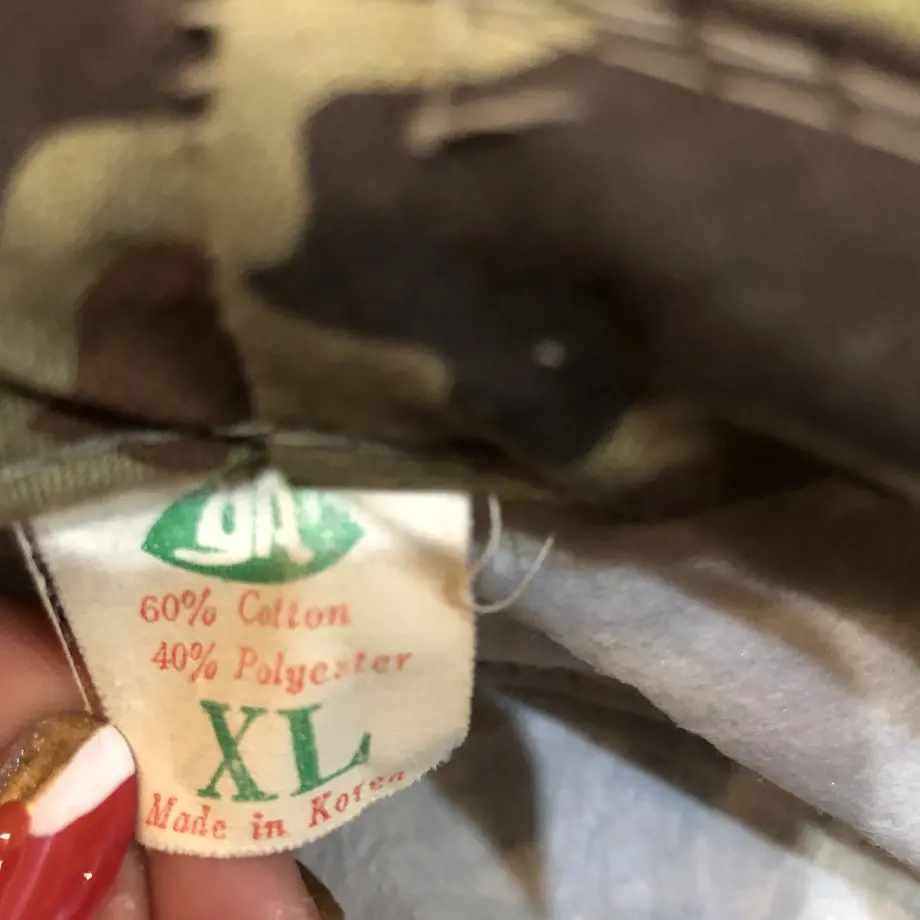 60% Cotton
40% Polyester
XL
Made in Korea